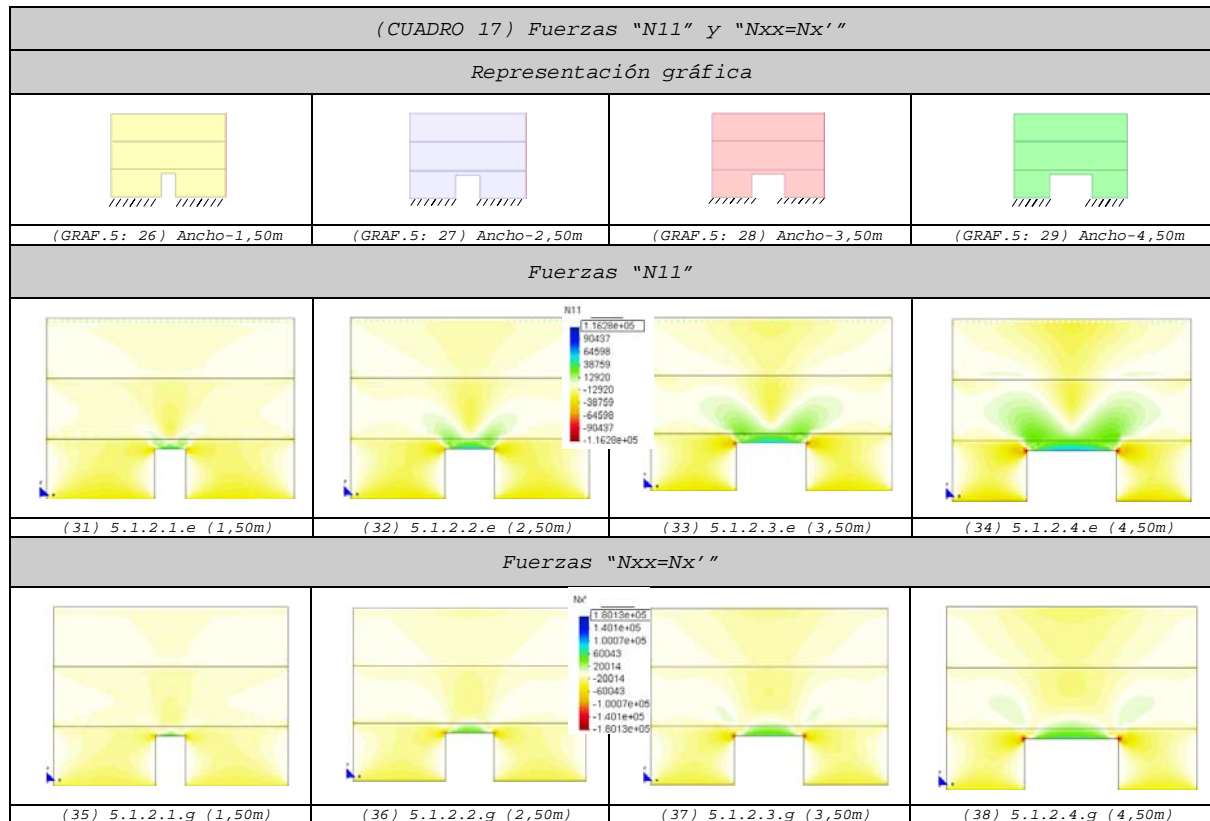 (CUADRO 17) Fuerzas “N11” y “Nxx=Nx’”
Representación gráfica
(GRAF.5: 26) Ancho-1,50m
(GRAF.5: 27) Ancho-2,50m
(GRAF.5: 28) Ancho-3,50m
(GRAF.5: 29) Ancho-4,50m
Fuerzas “N11”
N11
1.1628e+05
90437
64598
38759
12920
-12920
-38759
-64598
-90437
-1.1628e+05
(31) 5.1.2.1.e (1,50m)
(32) 5.1.2.2.e (2,50m)
(33) 5.1.2.3.e (3,50m)
(34) 5.1.2.4.e (4,50m)
Fuerzas “Nxx=Nx’”
Nx'
1.8013e+05
1.401e+05
1.0007e+05
60043
20014
-20014
-60043
-1.0007e+05
-1.401e+05
-1.8013e+05
(35) 5.1.2.1.g (1,50m)
(36) 5.1.2.2.g (2,50m)
(37) 5.1.2.3.g (3,50m)
(38) 5.1.2.4.g (4,50m)